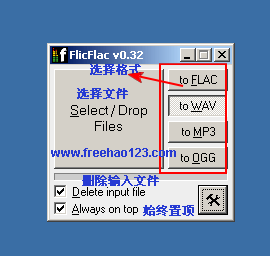 f FlicFlac v0.32
选择格式
to FLAC
选择文件
to WAV
Select/Drop
Files
to MP3
www.freehao123.com
to OGG
删除输入文件
Delete input file
Always on top 始终置顶